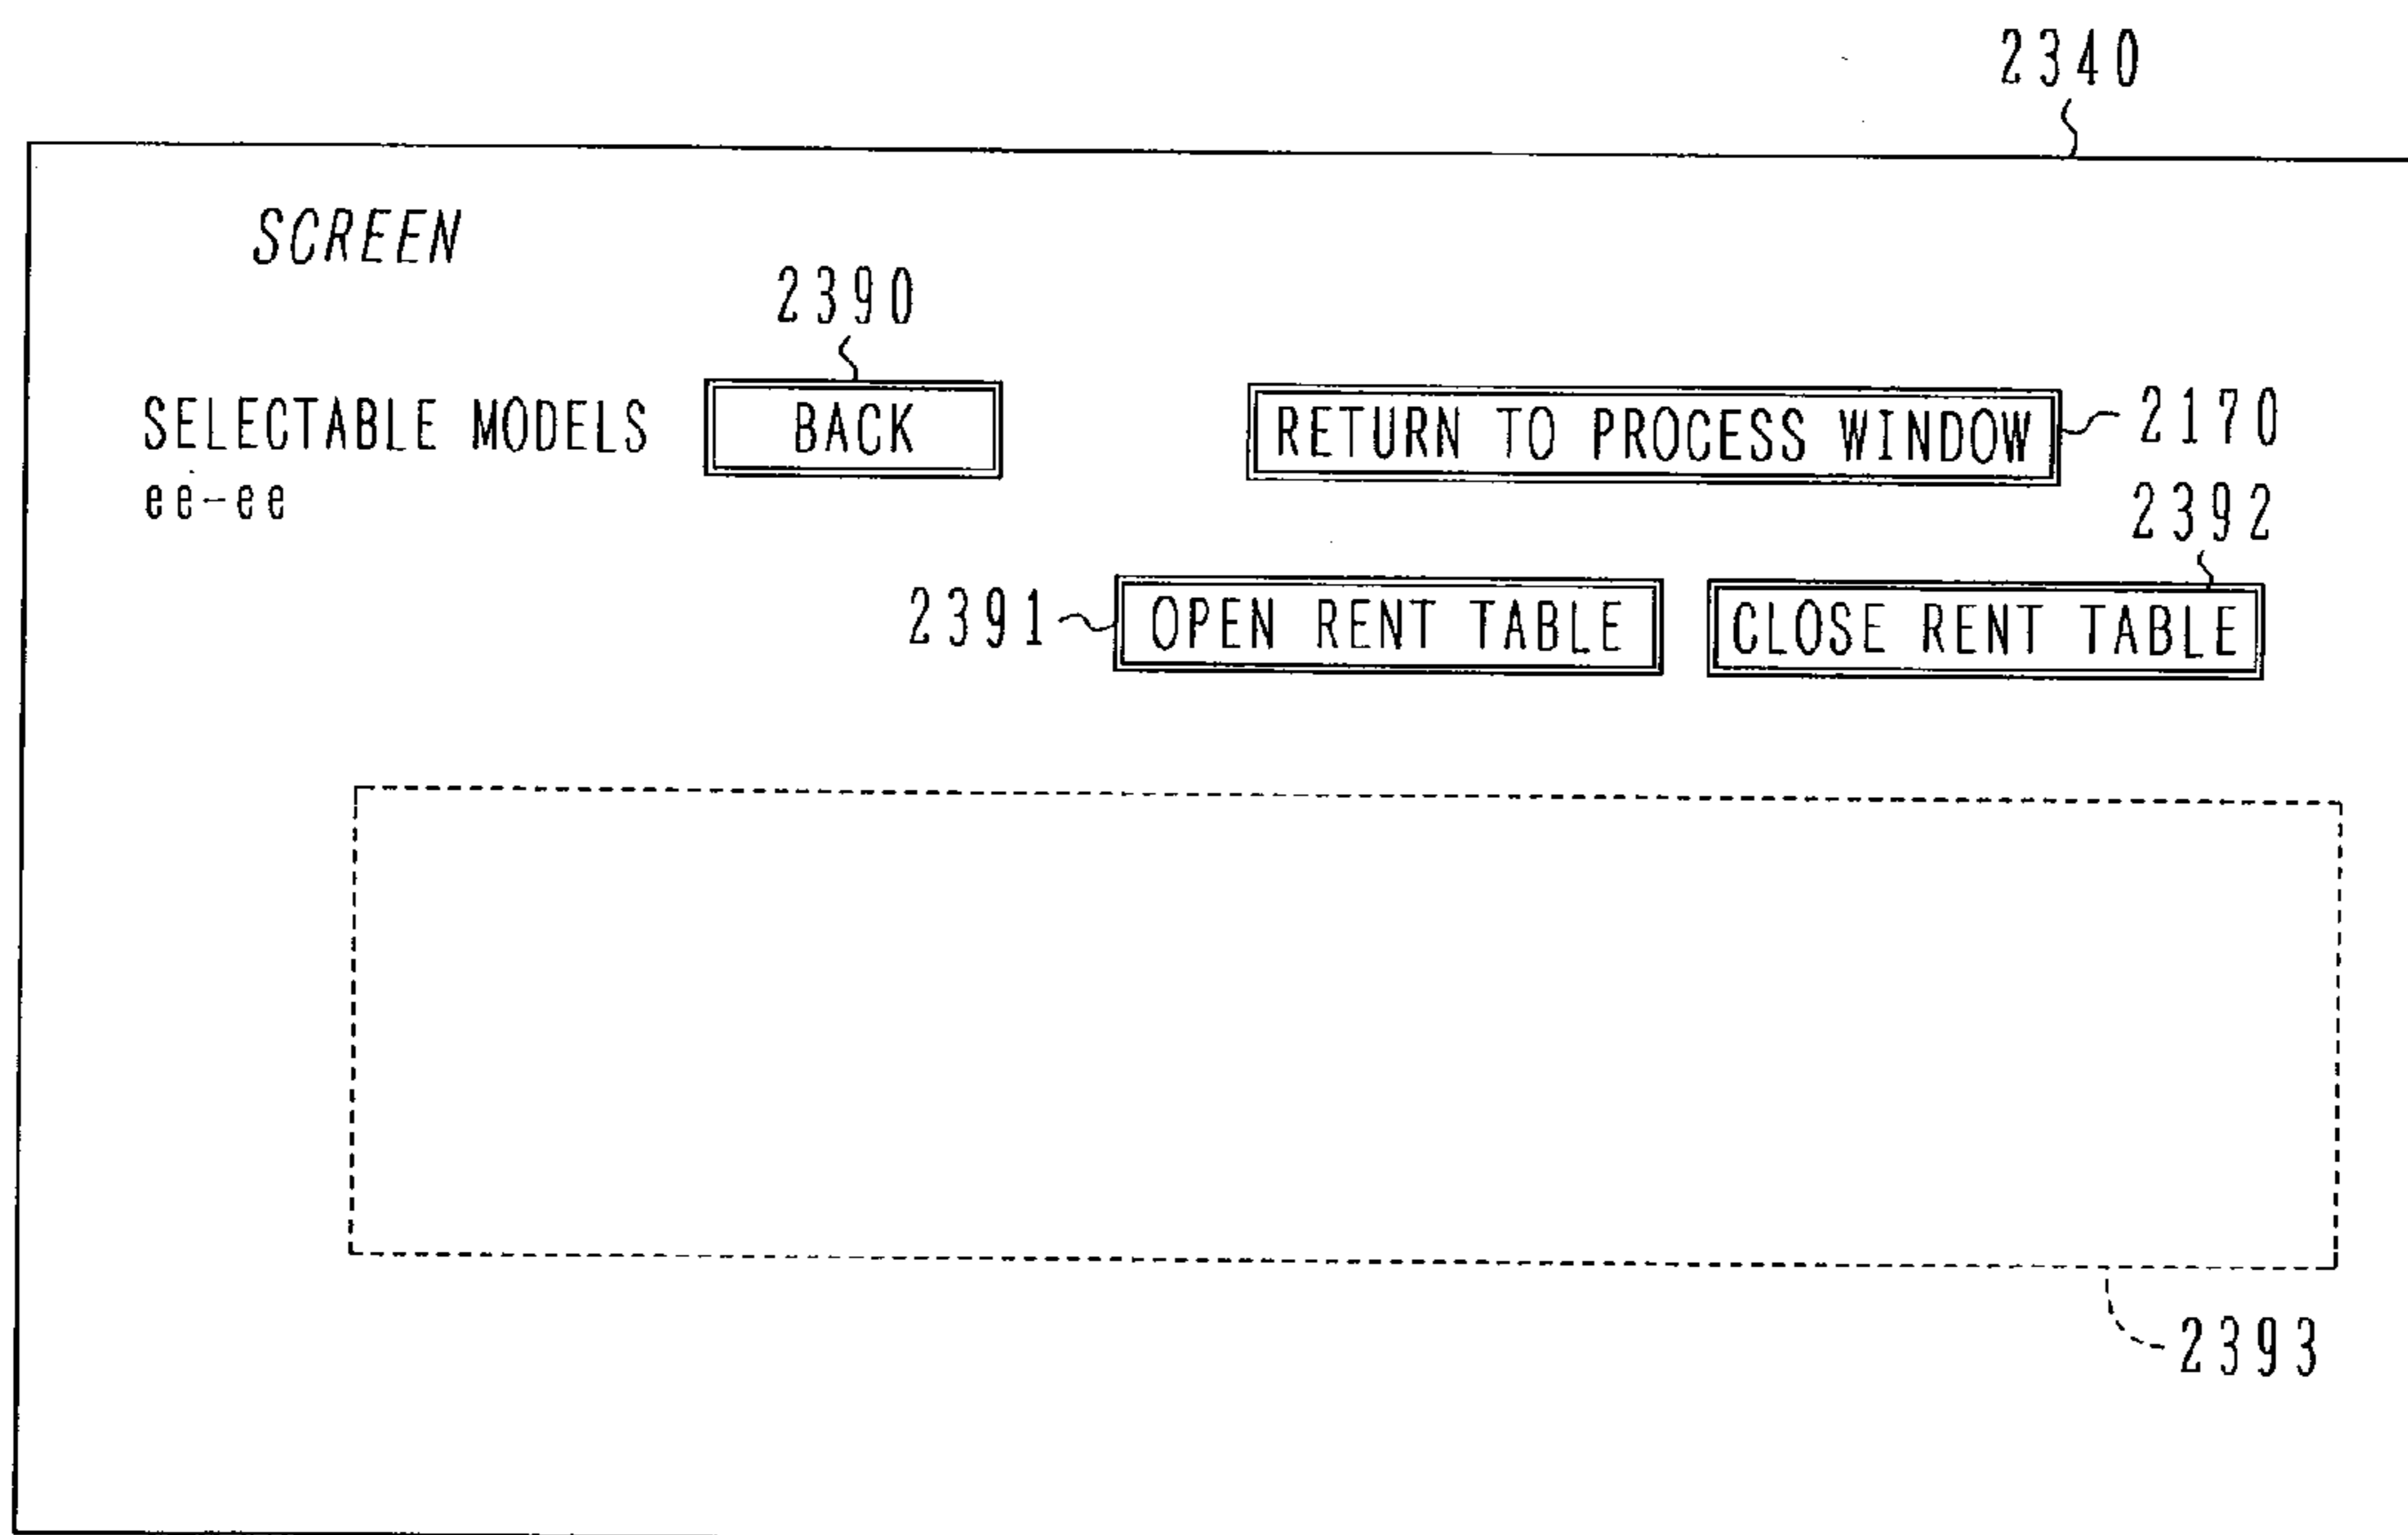 2340
SCREEN
2390
SELECTABLE MODELS BACK RETURN TO PROCESS WINDOW 2170
ee-ee
2392
2391 OPEN RENT TABLE CLOSE RENT TABLE
2393